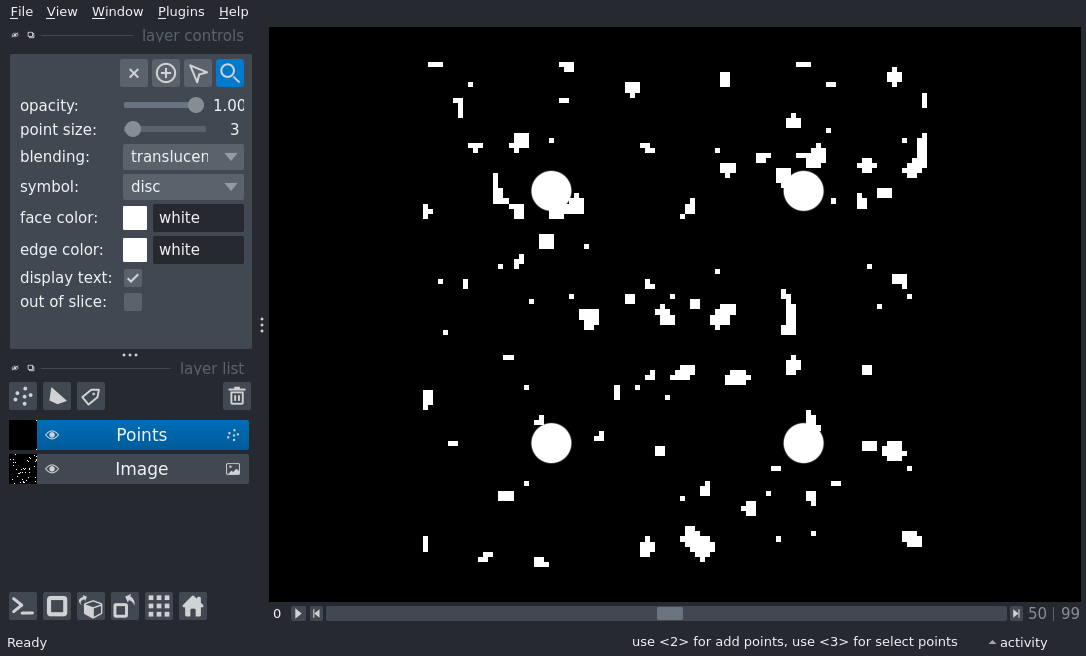 File View Window Plugins Help
layer controls
opacity: 1.00
point size: 3
blending: translucen
symbol: disc
face color: white
edge color: white
display text:
out of slice:
layer list
Points
Image
0 50 | 99
Ready use <2> for add points, use <3> for select points activity